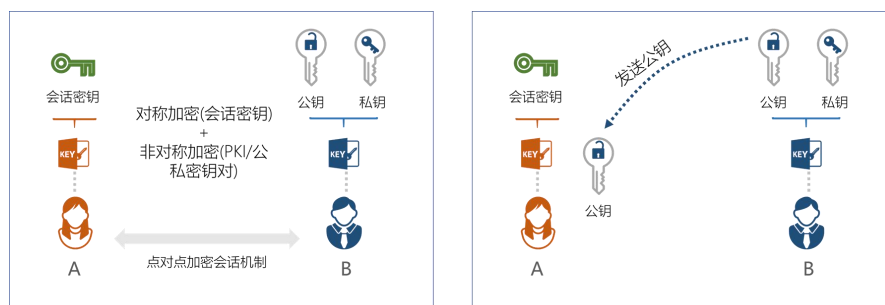 会话密钥
公钥
私钥
对称加密(会话密钥)
+
非对称加密(PKI/公
私密钥对)
KEY
KEY
点对点加密会话机制
A
B
会话密钥
发送公钥
公钥
私钥
KEY
KEY
公钥
A
B